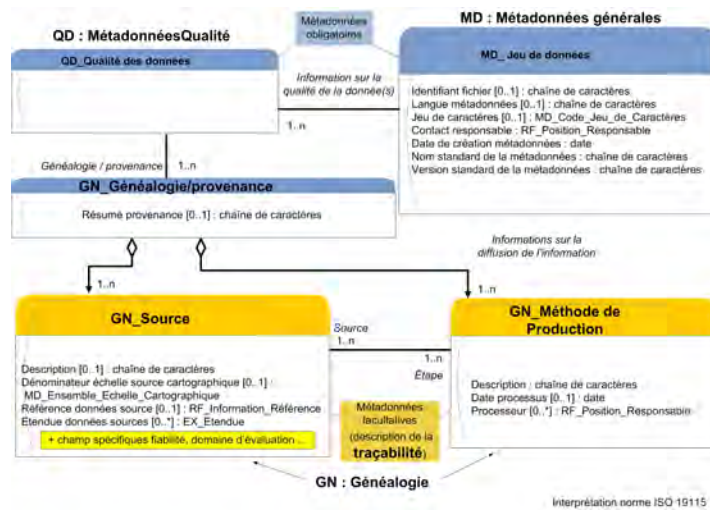 QD : MétadonnéesQualité
Métadonnées
obligatoires
MD : Métadonnées générales
QD_Qualité des données
MD_ Jeu de données
Information sur la
qualité de la donnée(s)
1..n
Identifiant fichier [0..1] : chaîne de caractères
Langue métadonnées [0..1] : chaîne de caractères
Jeu de caractères [0..1] : MD_Code_Jeu_de_Caractères
Contact responsable : RF_Position_Responsable
Date de création métadonnées : date
Nom standard de la métadonnées : chaîne de caractères
Version standard de la métadonnées : chaîne de caractères
Généalogie / provenance
1..n
GN_Généalogie/provenance
Résumé provenance [0..1] : chaîne de caractères
Informations sur la
diffusion de l'information
1..n
1..n
GN_Source
GN_Méthode de
Production
Source
1..n
1..n
Étape
Description [0..1] : chaîne de caractères
Dénominateur échelle source cartographique [0..1] :
MD_Ensemble_Echelle_Cartographique
Référence données source [0..1] : RF_Information_Référence
Étendue données sources [0..*] : EX_Etendue
+ champ spécifiques fiabilité, domaine d'évaluation ...
Description : chaîne de caractères
Date processus [0..1] : date
Processeur [0..*] : RF_Position_Responsable
Métadonnées
facultatives
(description de la
traçabilité)
GN : Généalogie
Interprétation norme ISO 19115